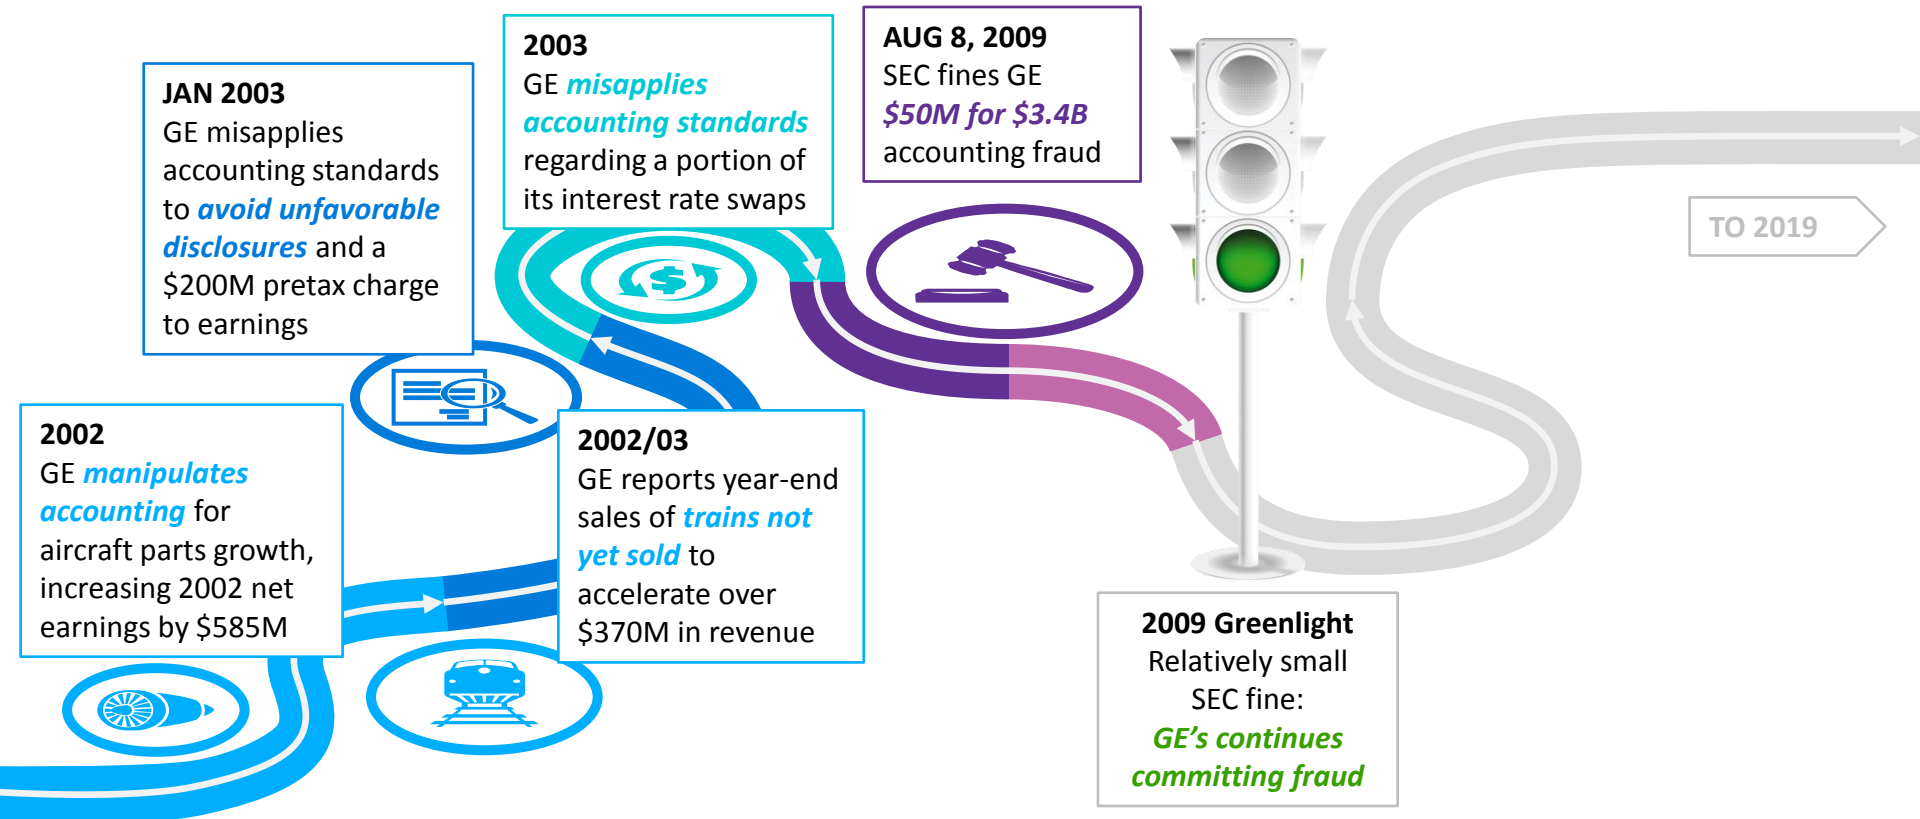 2002
GE manipulates
accounting for
aircraft parts growth,
increasing 2002 net
earnings by $585M
JAN 2003
GE misapplies
accounting standards
to avoid unfavorable
disclosures and a
$200M pretax charge
to earnings
2002/03
GE reports year-end
sales of trains not
yet sold to
accelerate over
$370M in revenue
2003
GE misapplies
accounting standards
regarding a portion of
its interest rate swaps
AUG 8, 2009
SEC fines GE
$50M for $3.4B
accounting fraud
2009 Greenlight
Relatively small
SEC fine:
GE’s continues
committing fraud
TO 2019
$